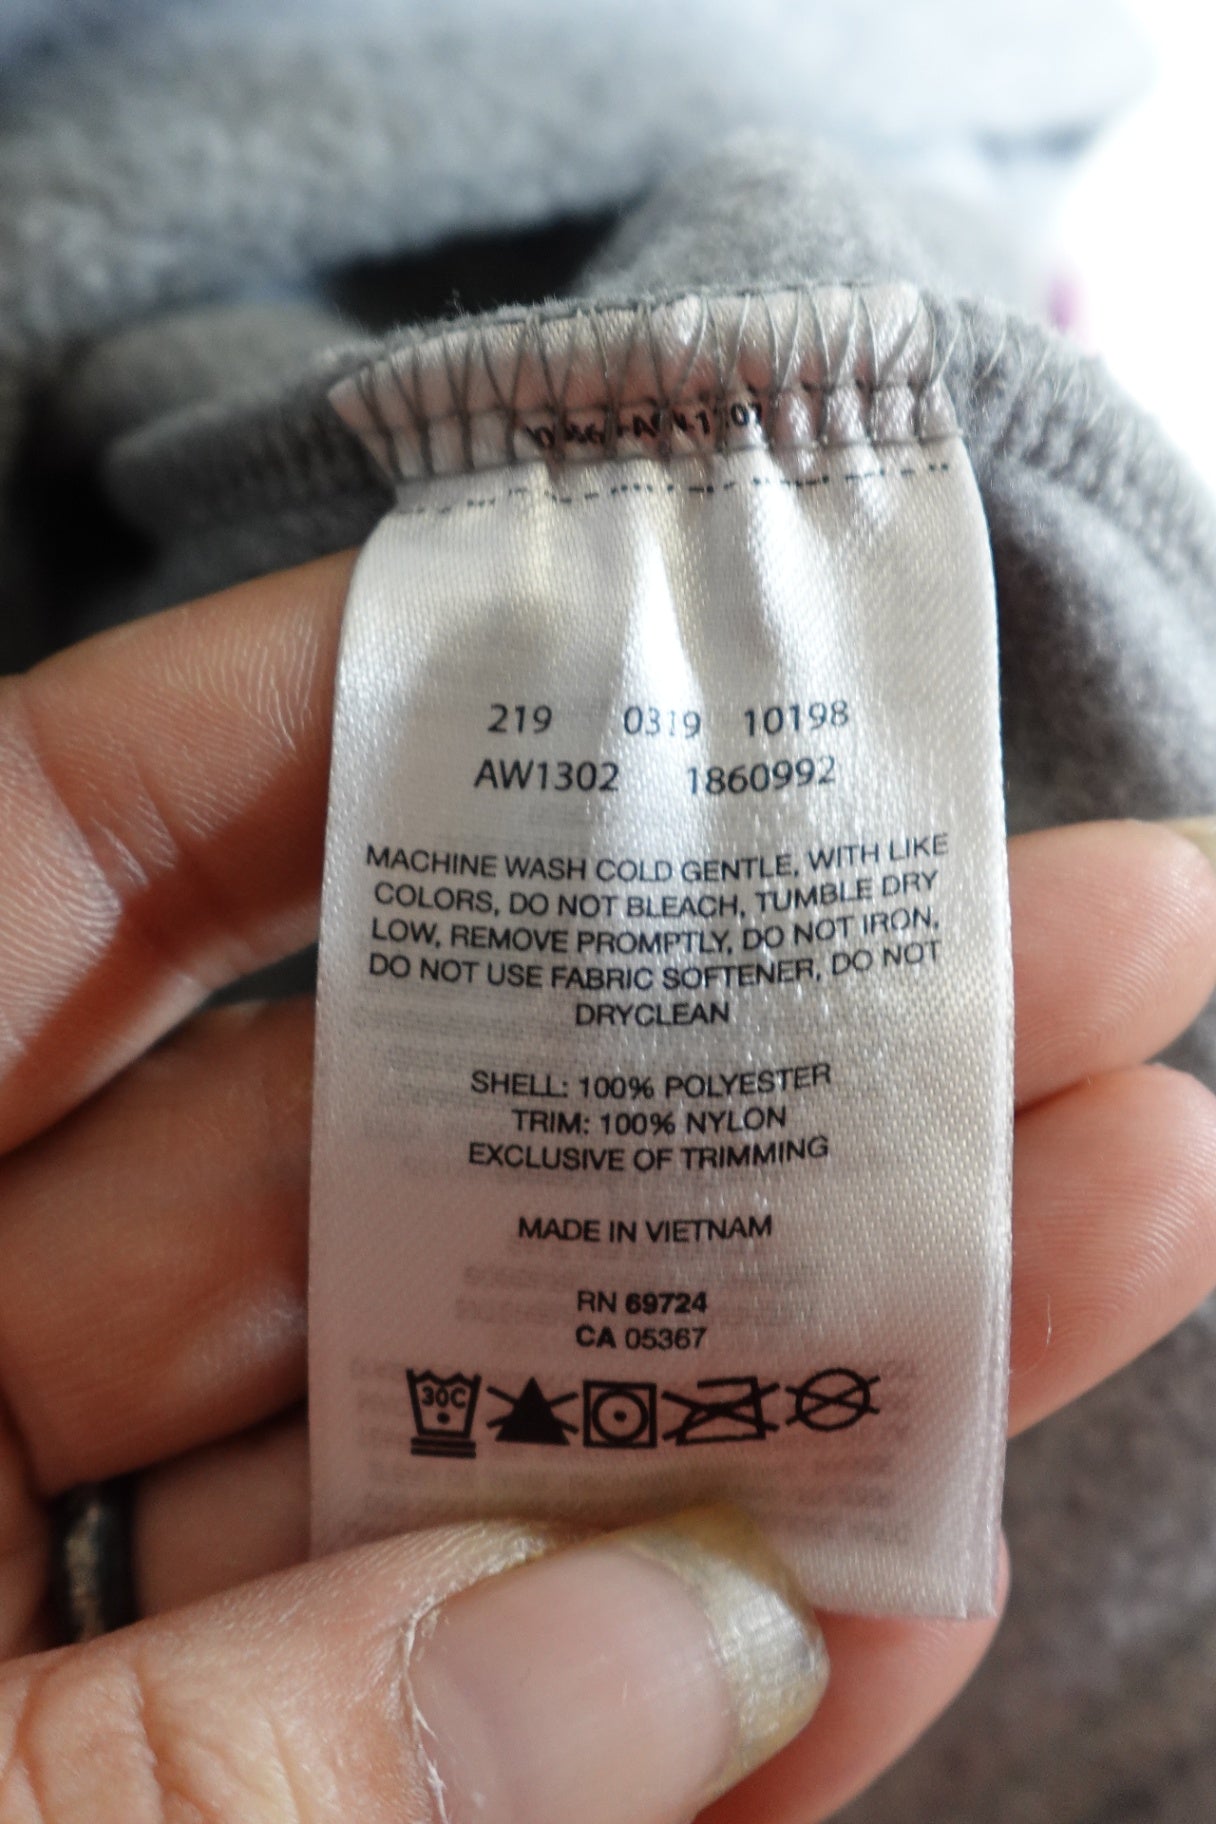 219 0319 10198
AW1302 1860992
MACHINE WASH COLD GENTLE, WITH LIKE
COLORS, DO NOT BLEACH, TUMBLE DRY
LOW, REMOVE PROMPTLY, DO NOT IRON,
DO NOT USE FABRIC SOFTENER, DO NOT
DRYCLEAN
SHELL: 100% POLYESTER
TRIM: 100% NYLON
EXCLUSIVE OF TRIMMING
MADE IN VIETNAM
RN 69724
CA 05367
30C